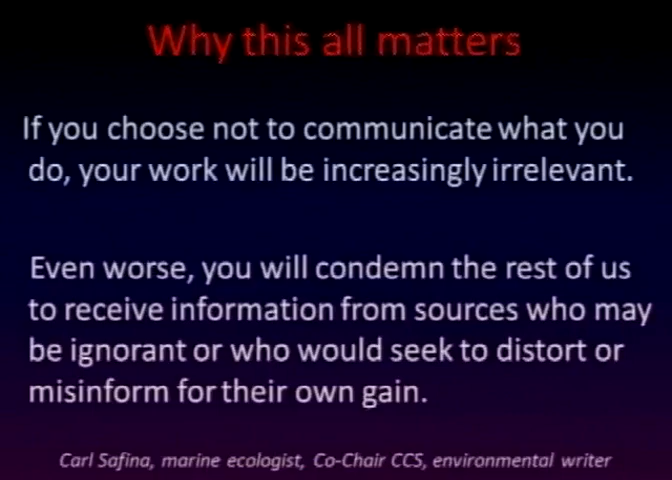 Why this all matters
If you choose not to communicate what you
do, your work will be increasingly irrelevant.
Even worse, you will condemn the rest of us
to receive information from sources who may
be ignorant or who would seek to distort or
misinform for their own gain.
Carl Safina, marine ecologist, Co-Chair CCS, environmental writer